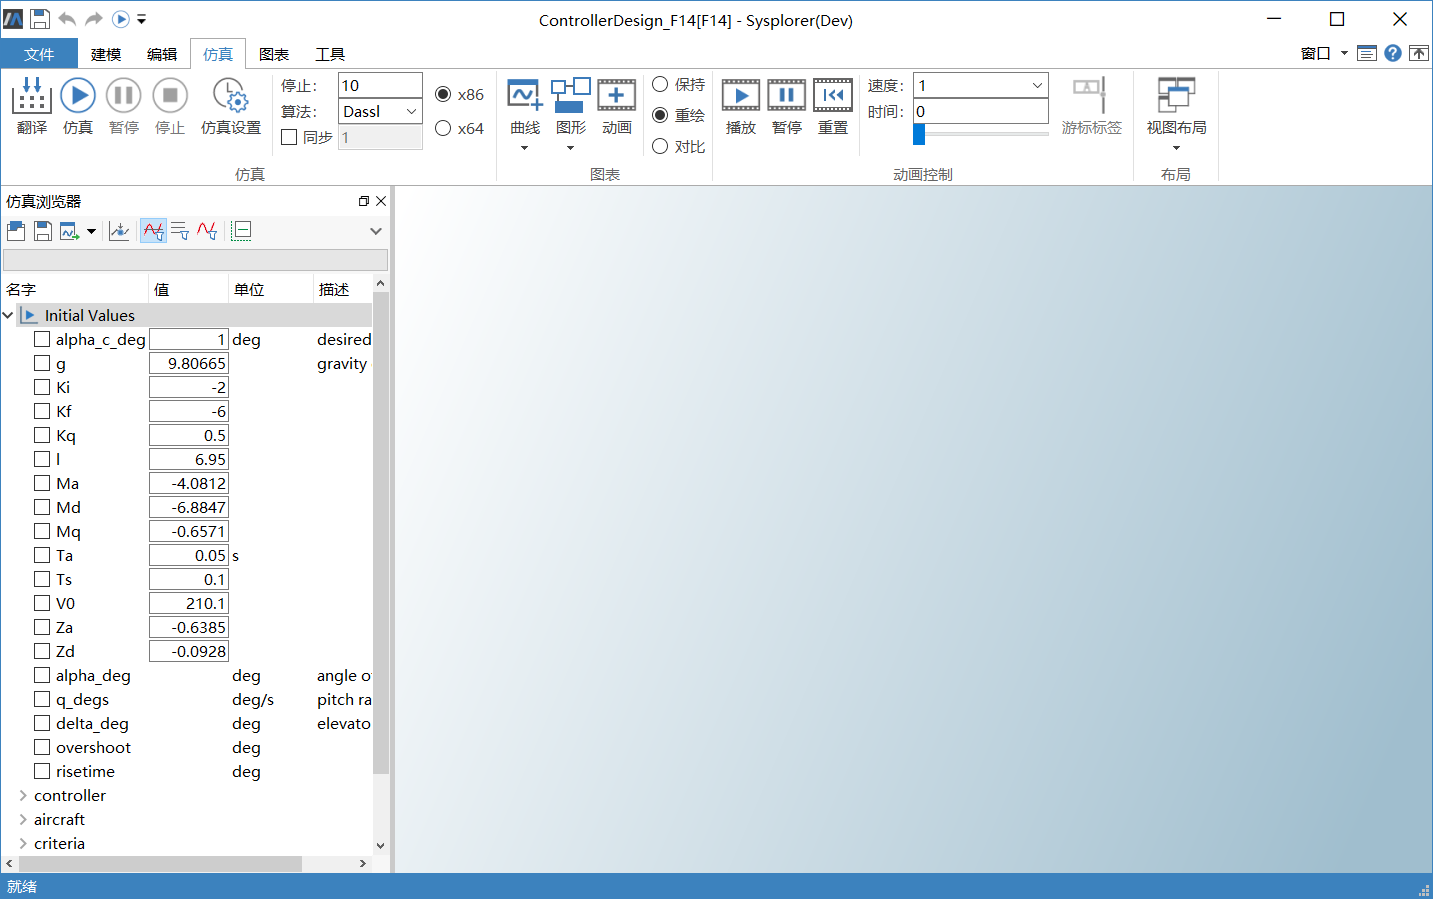 ControllerDesign_F14[F14] - Sysplorer(Dev)
文件 建模 编辑 仿真 图表 工具 窗口
翻译 仿真 暂停 停止 仿真设置
停止: 10
算法: Dassl
同步 1
x86
x64
仿真
曲线 图形 动画
保持
重绘
对比
图表
播放 暂停 重置
速度: 1
时间: 0
游标标签
动画控制
视图布局
布局
仿真浏览器
名字 值 单位 描述
Initial Values
alpha_c_deg 1 deg desired
g 9.80665 gravity
Ki -2
Kf -6
Kq 0.5
l 6.95
Ma -4.0812
Md -6.8847
Mq -0.6571
Ta 0.05 s
Ts 0.1
V0 210.1
Za -0.6385
Zd -0.0928
alpha_deg deg angle o
q_degs deg/s pitch ra
delta_deg deg elevato
overshoot deg
risetime deg
controller
aircraft
criteria
就绪